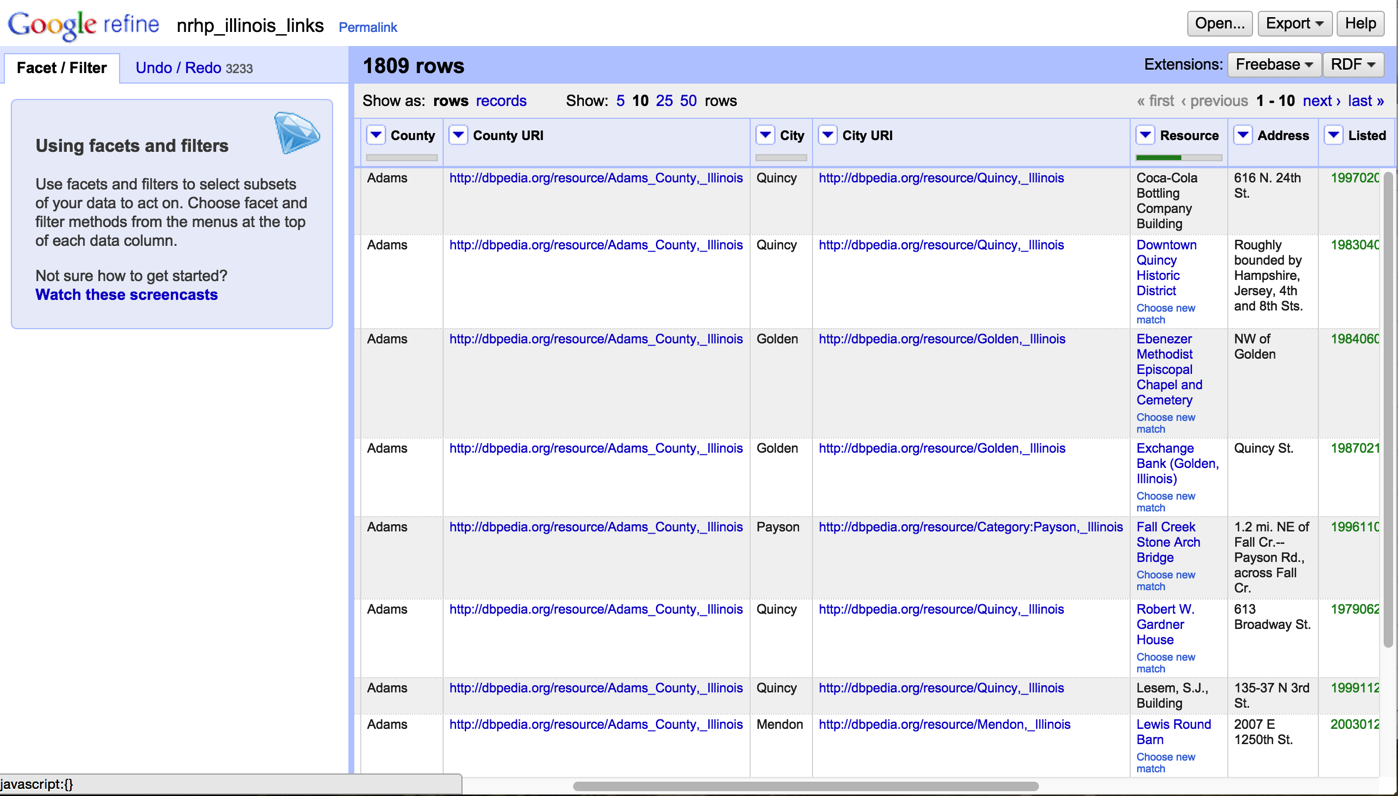 Google refine nrhp_illinois_links Permalink Open... Export Help
Facet / Filter Undo / Redo 3233 1809 rows Extensions: Freebase RDF
Show as: rows records Show: 5 10 25 50 rows « first ‹ previous 1 - 10 next › last »
Using facets and filters
Use facets and filters to select subsets
of your data to act on. Choose facet and
filter methods from the menus at the top
of each data column.
Not sure how to get started?
Watch these screencasts
County County URI City City URI Resource Address Listed
Adams http://dbpedia.org/resource/Adams_County,_Illinois Quincy http://dbpedia.org/resource/Quincy,_Illinois Coca-Cola 616 N. 24th 1997020
Bottling St.
Company
Building
Adams http://dbpedia.org/resource/Adams_County,_Illinois Quincy http://dbpedia.org/resource/Quincy,_Illinois Downtown Roughly 1983040
Quincy bounded by
Historic Hampshire,
District Jersey, 4th
Choose new and 8th Sts.
match
Adams http://dbpedia.org/resource/Adams_County,_Illinois Golden http://dbpedia.org/resource/Golden,_Illinois Ebenezer NW of 1984060
Methodist Golden
Episcopal
Chapel and
Cemetery
Choose new
match
Adams http://dbpedia.org/resource/Adams_County,_Illinois Golden http://dbpedia.org/resource/Golden,_Illinois Exchange Quincy St. 1987021
Bank (Golden,
Illinois)
Choose new
match
Adams http://dbpedia.org/resource/Adams_County,_Illinois Payson http://dbpedia.org/resource/Category:Payson,_Illinois Fall Creek 1.2 mi. NE of 1996110
Stone Arch Fall Cr.--
Bridge Payson Rd.,
Choose new across Fall
match Cr.
Adams http://dbpedia.org/resource/Adams_County,_Illinois Quincy http://dbpedia.org/resource/Quincy,_Illinois Robert W. 613 1979062
Gardner Broadway St.
House
Choose new
match
Adams http://dbpedia.org/resource/Adams_County,_Illinois Quincy http://dbpedia.org/resource/Quincy,_Illinois Lesem, S.J., 135-37 N 3rd 1999112
Building St.
Adams http://dbpedia.org/resource/Adams_County,_Illinois Mendon http://dbpedia.org/resource/Mendon,_Illinois Lewis Round 2007 E 2003012
Barn 1250th St.
Choose new
match
javascript:{}